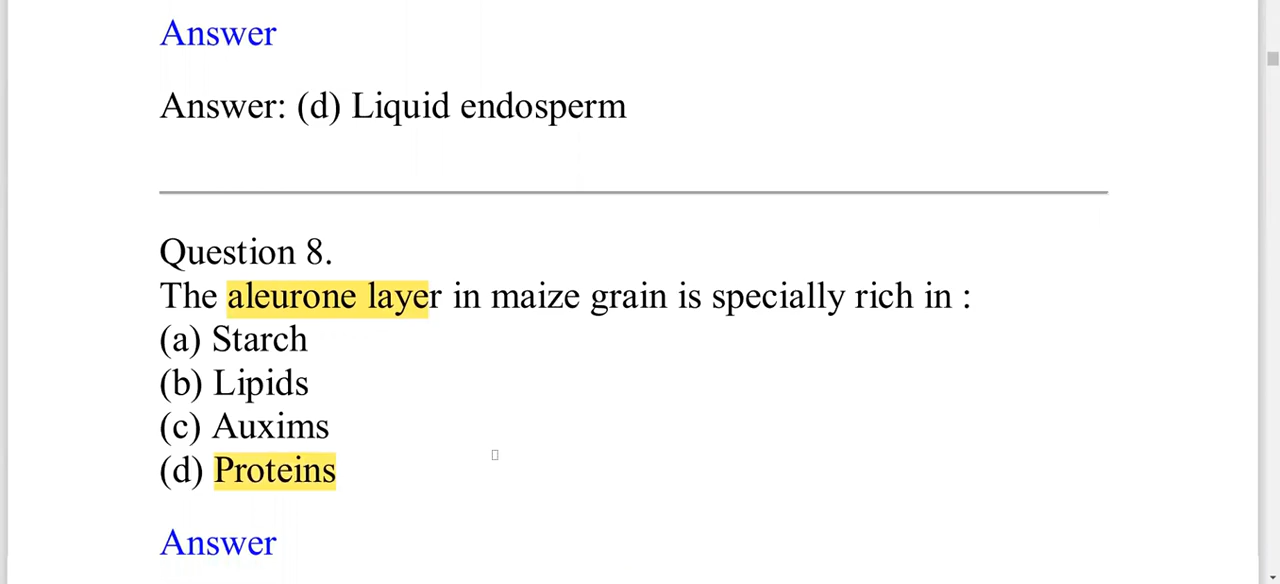 Answer
Answer: (d) Liquid endosperm
Question 8.
The aleurone layer in maize grain is specially rich in :
(a) Starch
(b) Lipids
(c) Auxims
(d) Proteins
Answer